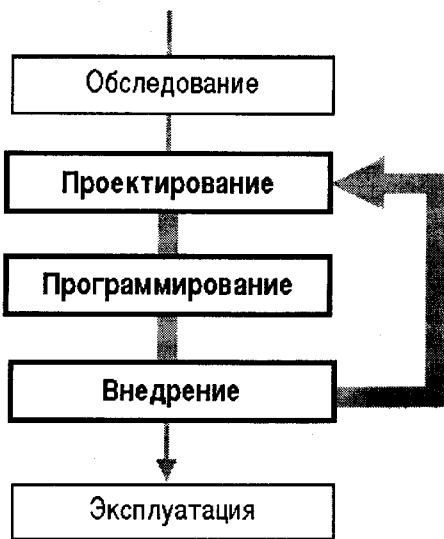 Обследование
Проектирование
Программирование
Внедрение
Эксплуатация